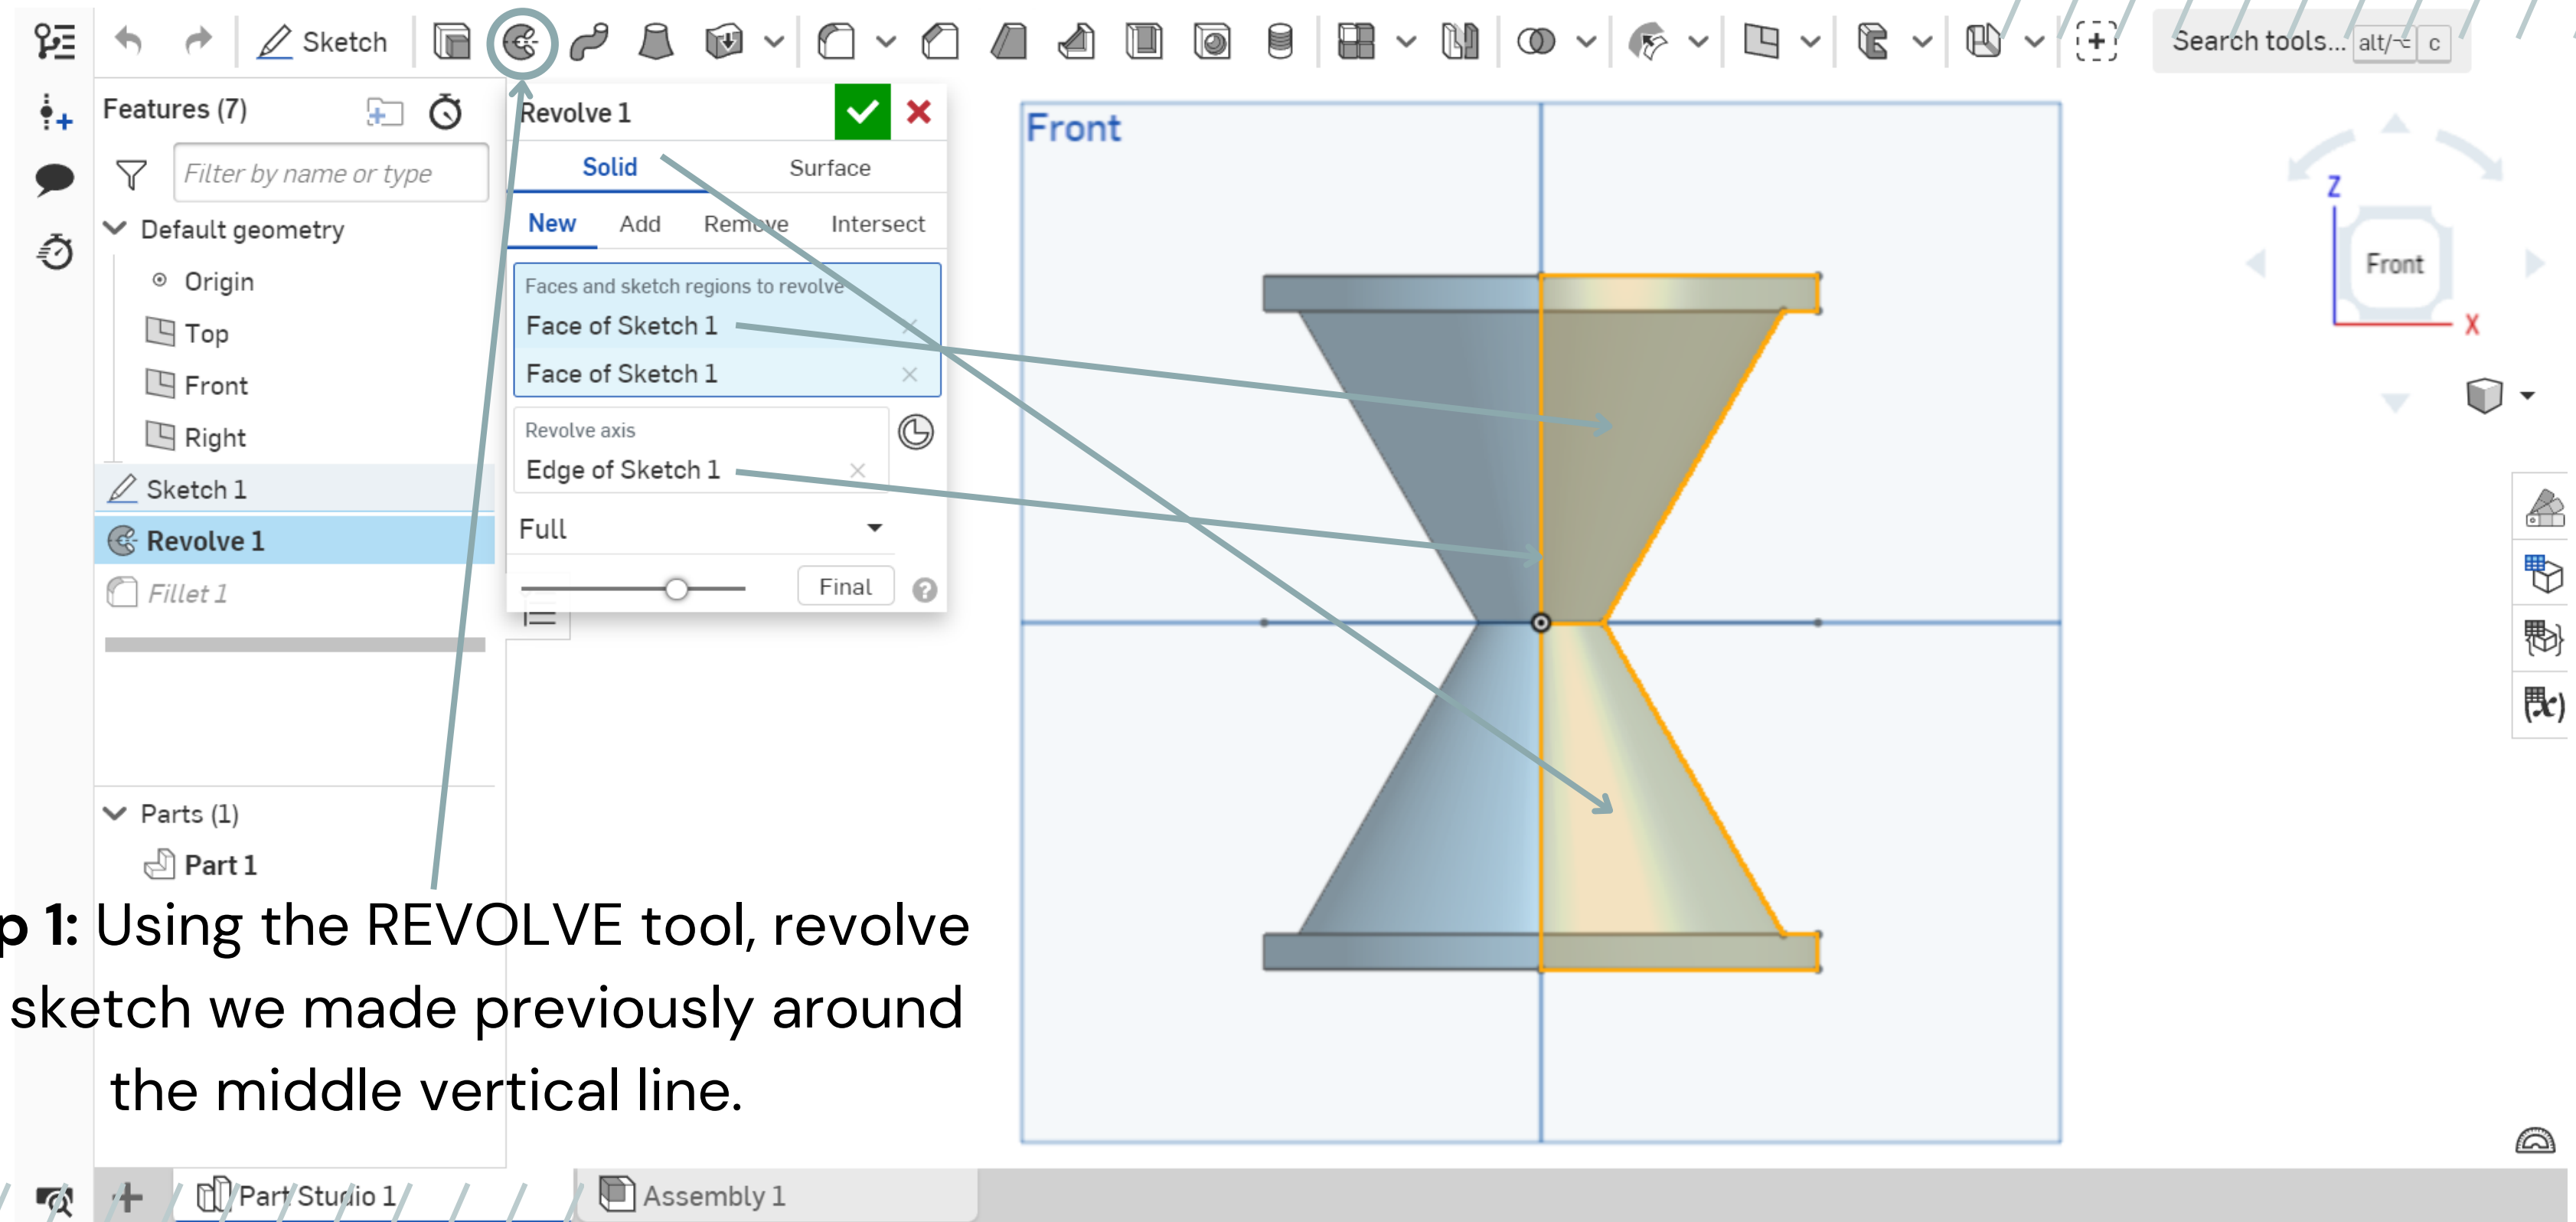 Sketch
Search tools... alt/⌥ c
Features (7)
Filter by name or type
Default geometry
Origin
Top
Front
Right
Sketch 1
Revolve 1
Fillet 1
Parts (1)
Part 1
Revolve 1
Solid Surface
New Add Remove Intersect
Faces and sketch regions to revolve
Face of Sketch 1
Face of Sketch 1
Revolve axis
Edge of Sketch 1
Full
Final
?
Front
Z
Front
X
(x)
p 1: Using the REVOLVE tool, revolve
sketch we made previously around
the middle vertical line.
Part Studio 1
Assembly 1